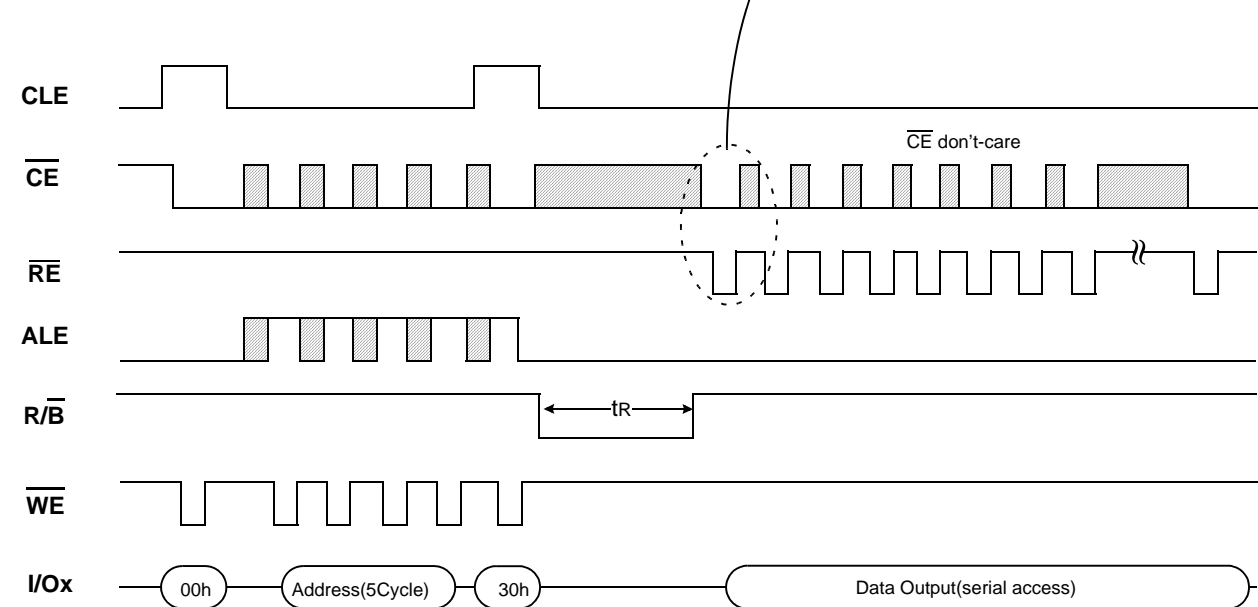 CLE
CE don't-care
CE
RE
ALE
R/B
tR
WE
I/Ox
00h
Address(5Cycle)
30h
Data Output(serial access)